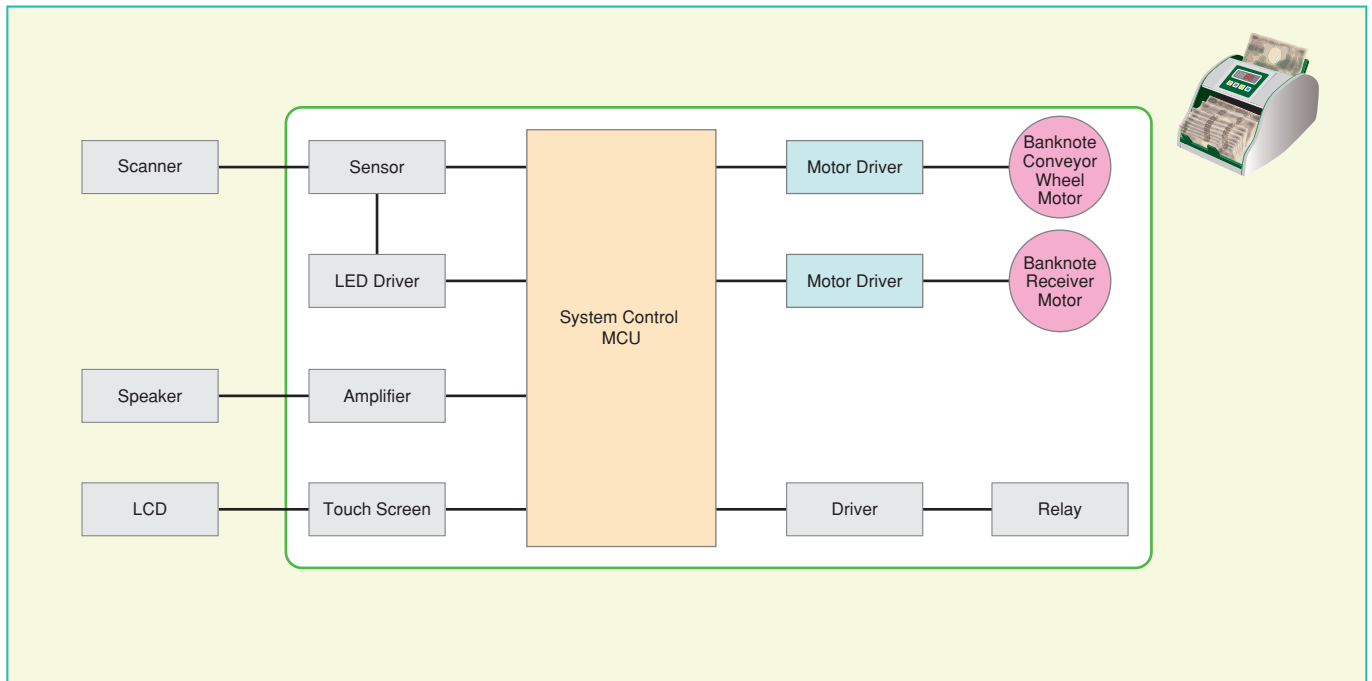 Scanner
Sensor
Motor Driver
Banknote
Conveyor
Wheel
Motor
LED Driver
Motor Driver
Banknote
Receiver
Motor
System Control
MCU
Speaker
Amplifier
LCD
Touch Screen
Driver
Relay